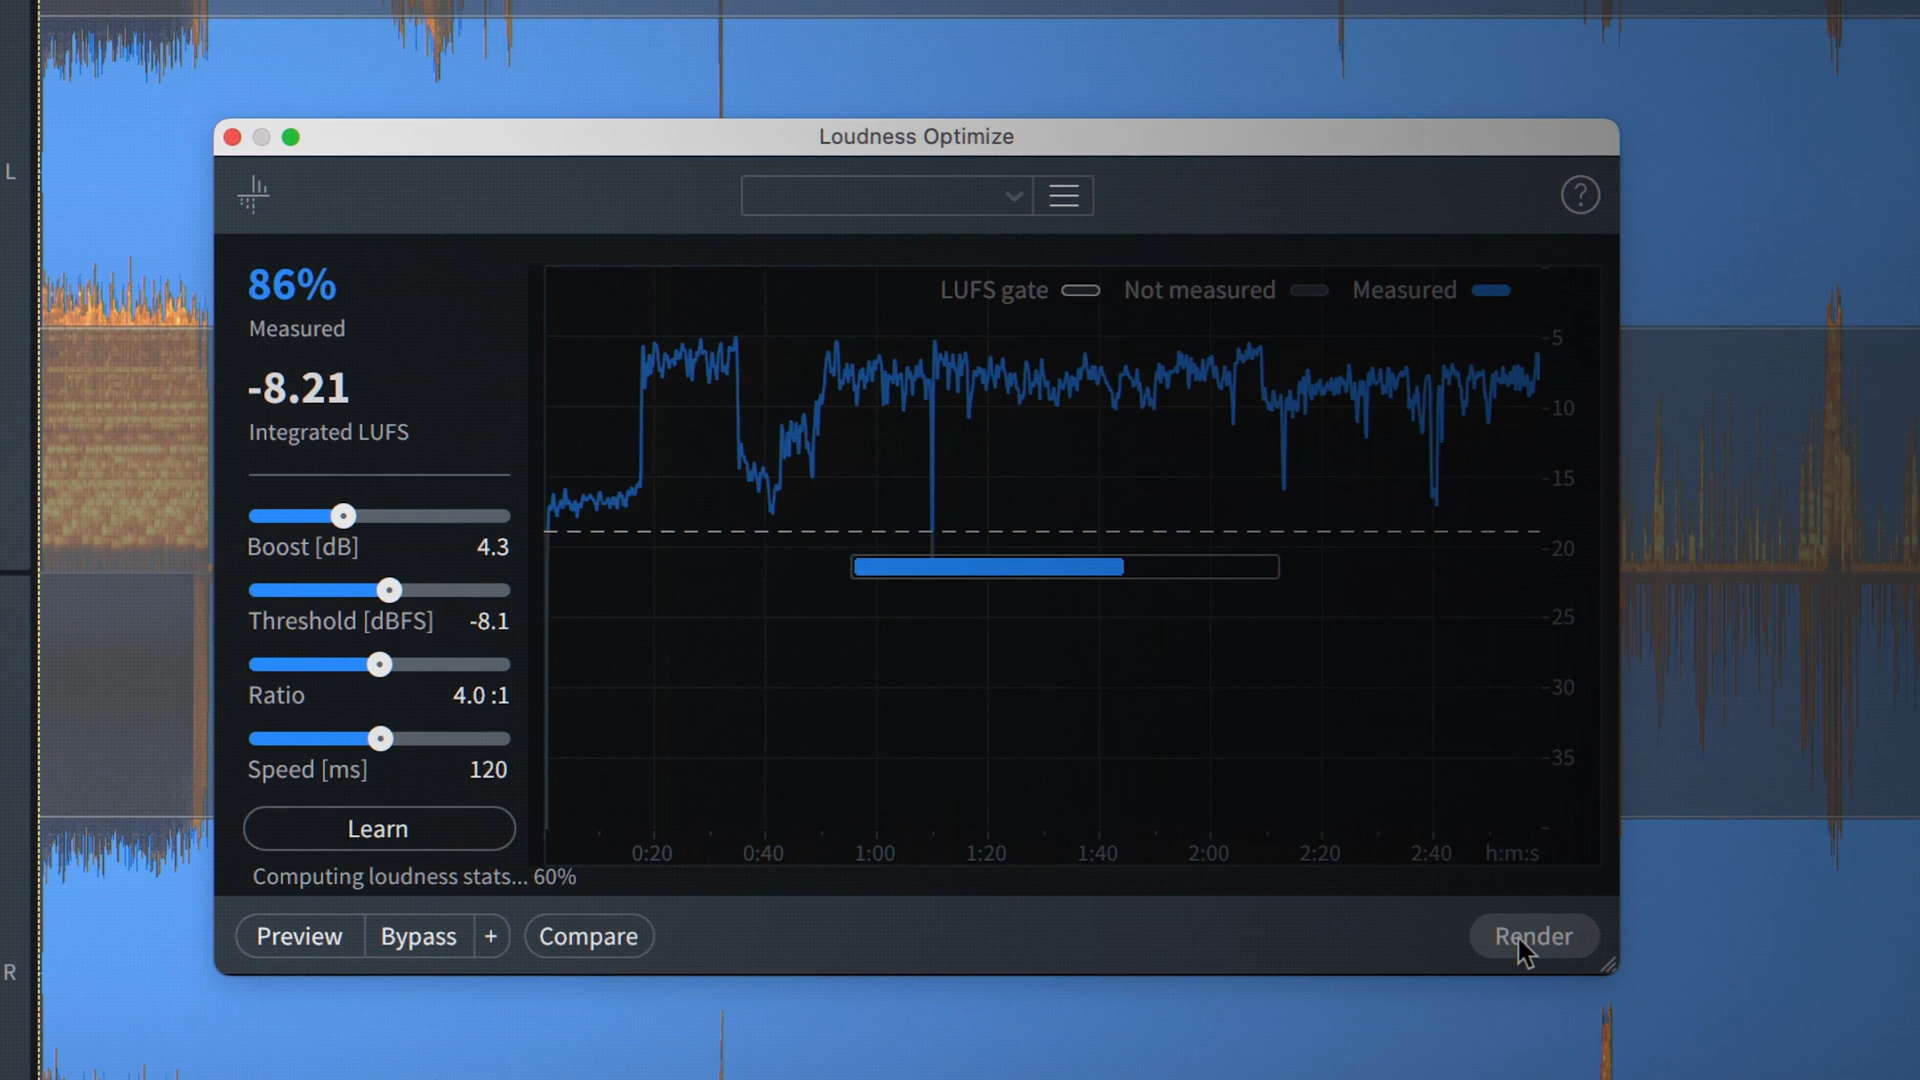 Loudness Optimize
L
?
86%
Measured
-8.21
Integrated LUFS
LUFS gate
Not measured
Measured
Boost [dB] 4.3
Threshold [dBFS] -8.1
Ratio 4.0 :1
Speed [ms] 120
Learn
Computing loudness stats... 60%
-5
-10
-15
-20
-25
-30
-35
0:20 0:40 1:00 1:20 1:40 2:00 2:20 2:40 h:m:s
Preview Bypass + Compare Render
R